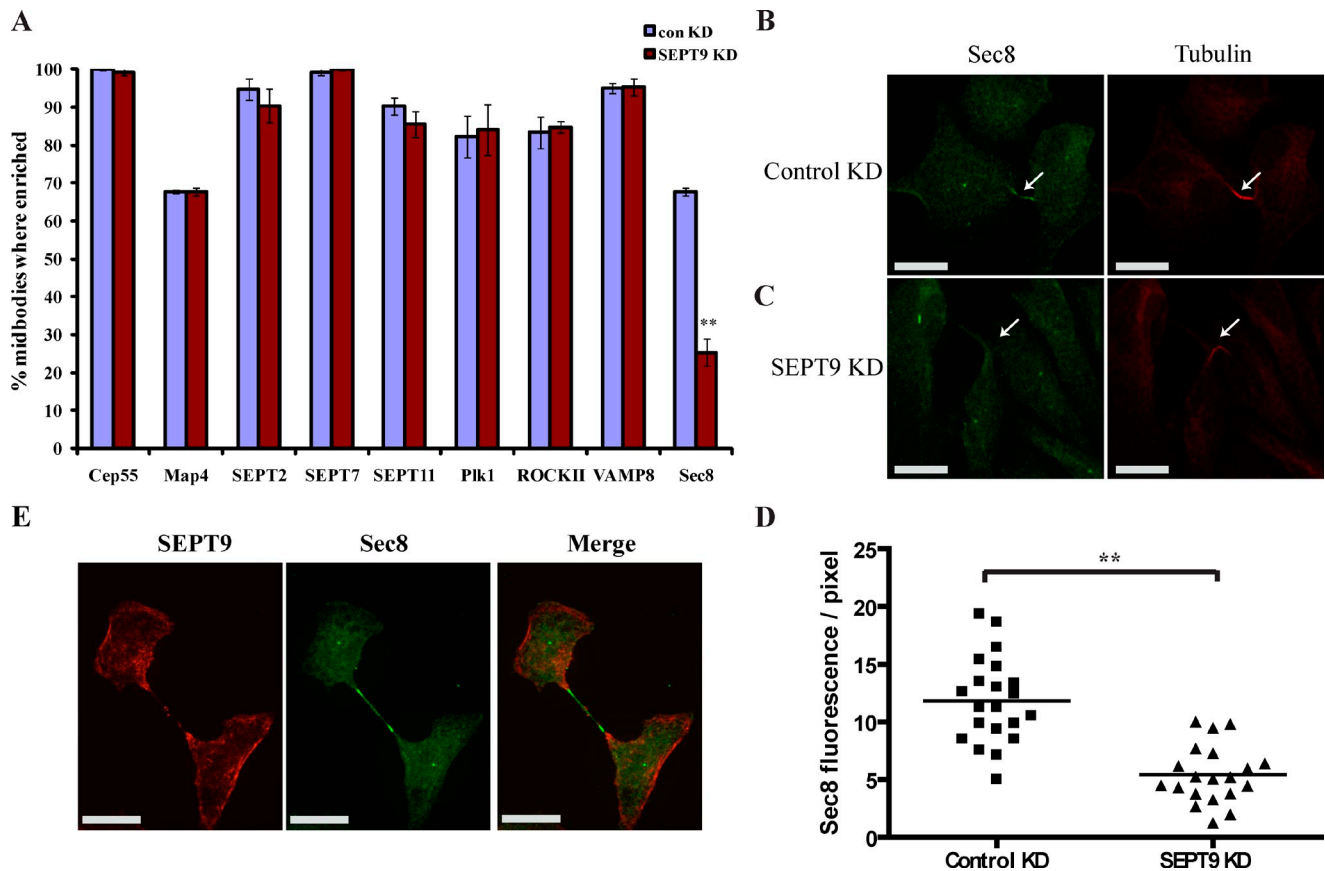 A
con KD
SEPT9 KD
% midbodies where enriched
100
90
80
70
60
50
40
30
20
10
0
Cep55 Map4 SEPT2 SEPT7 SEPT11 Plk1 ROCKII VAMP8 Sec8
**
B
Sec8 Tubulin
Control KD
C
SEPT9 KD
E
SEPT9 Sec8 Merge
D
Sec8 fluorescence / pixel
25
20
15
10
5
0
**
Control KD SEPT9 KD